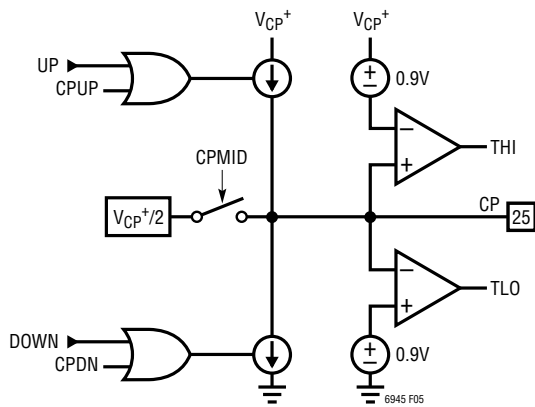 V_CP^+ V_CP^+
UP
CPUP
0.9V
THI
CPMID
V_CP^+/2
CP 25
TLO
DOWN
CPDN
0.9V
6945 F05